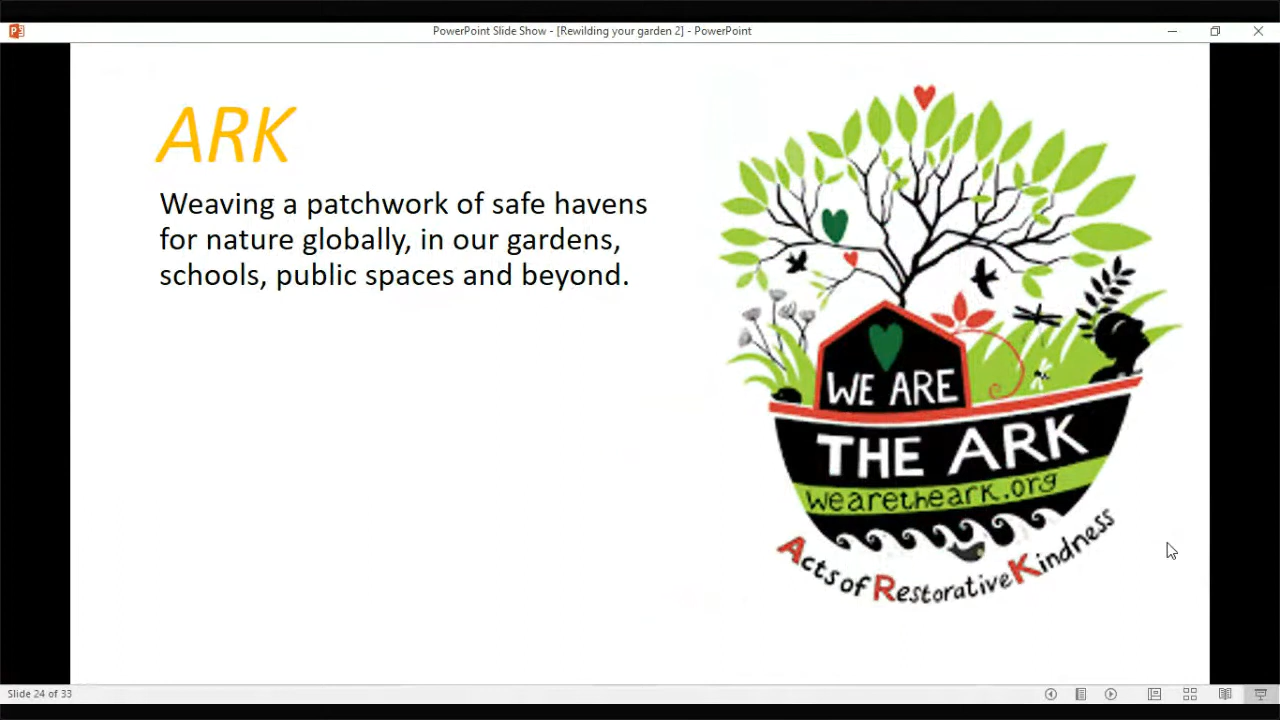 PowerPoint Slide Show - [Rewilding your garden 2] - PowerPoint
ARK
Weaving a patchwork of safe havens
for nature globally, in our gardens,
schools, public spaces and beyond.
WE ARE
THE ARK
wearetheark.org
Acts of Restorative Kindness
Slide 24 of 33